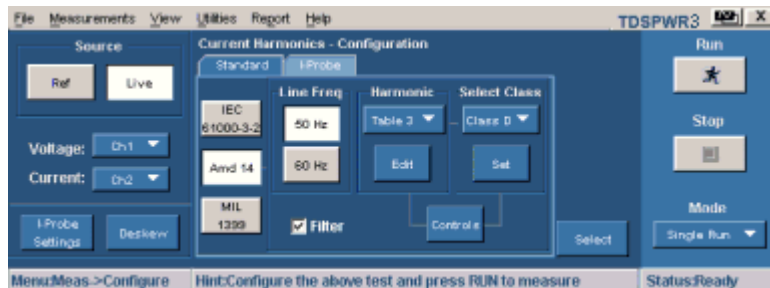 File Measurements View Utilities Report Help
TDSPWR3
X
Source
Ref
Live
Voltage: Ch1
Current: Ch2
I-Probe
Settings
Deskew
Current Harmonics - Configuration
Standard
I-Probe
IEC
61000-3-2
Amd 14
MIL
1399
Line Freq
50 Hz
60 Hz
Harmonic
Table 3
Edit
Select Class
Class D
Set
Filter
Controls
Select
Run
Stop
Mode
Single Run
Menu:Meas->Configure
Hint:Configure the above test and press RUN to measure
Status:Ready